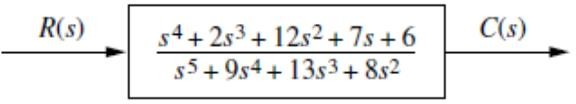 R(s)
s⁴ + 2s³ + 12s² + 7s + 6
s⁵ + 9s⁴ + 13s³ + 8s²
C(s)